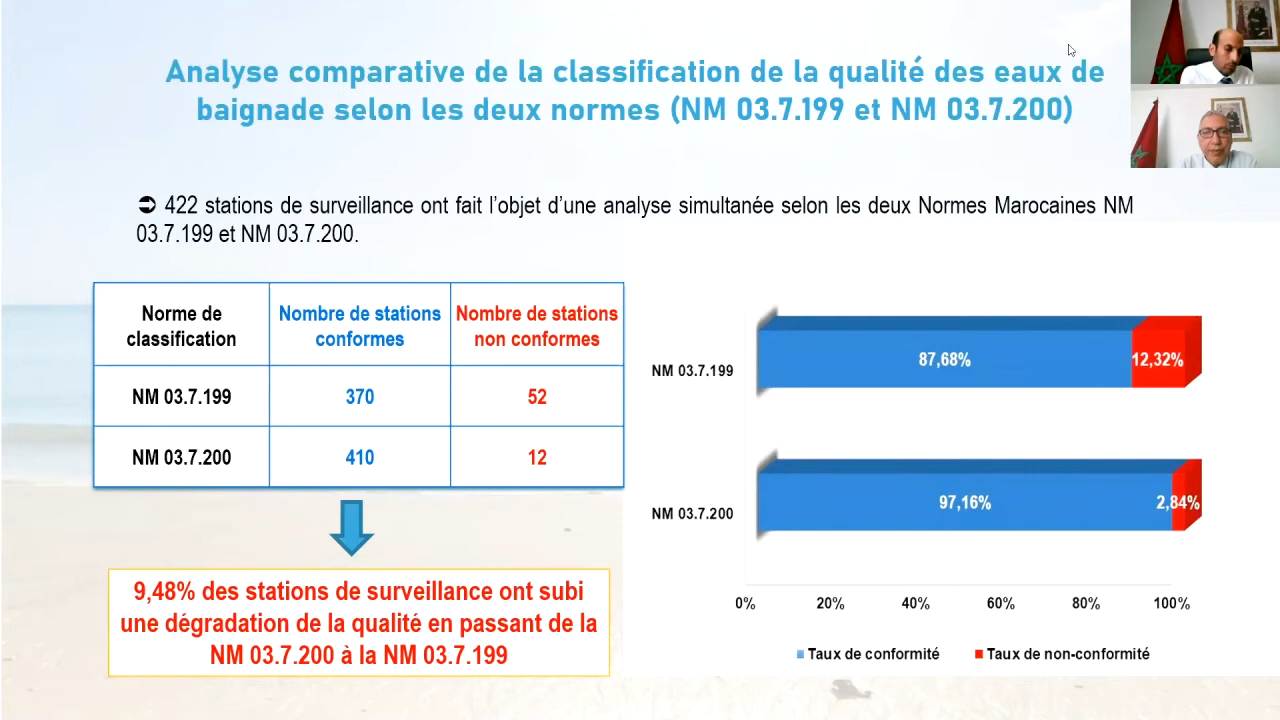 Analyse comparative de la classification de la qualité des eaux de
baignade selon les deux normes (NM 03.7.199 et NM 03.7.200)
➲ 422 stations de surveillance ont fait l’objet d’une analyse simultanée selon les deux Normes Marocaines NM
03.7.199 et NM 03.7.200.
Norme de
classification
Nombre de stations
conformes
Nombre de stations
non conformes
NM 03.7.199
370
52
NM 03.7.200
410
12
9,48% des stations de surveillance ont subi
une dégradation de la qualité en passant de la
NM 03.7.200 à la NM 03.7.199
NM 03.7.199
87,68%
12,32%
NM 03.7.200
97,16%
2,84%
0%
20%
40%
60%
80%
100%
Taux de conformité
Taux de non-conformité